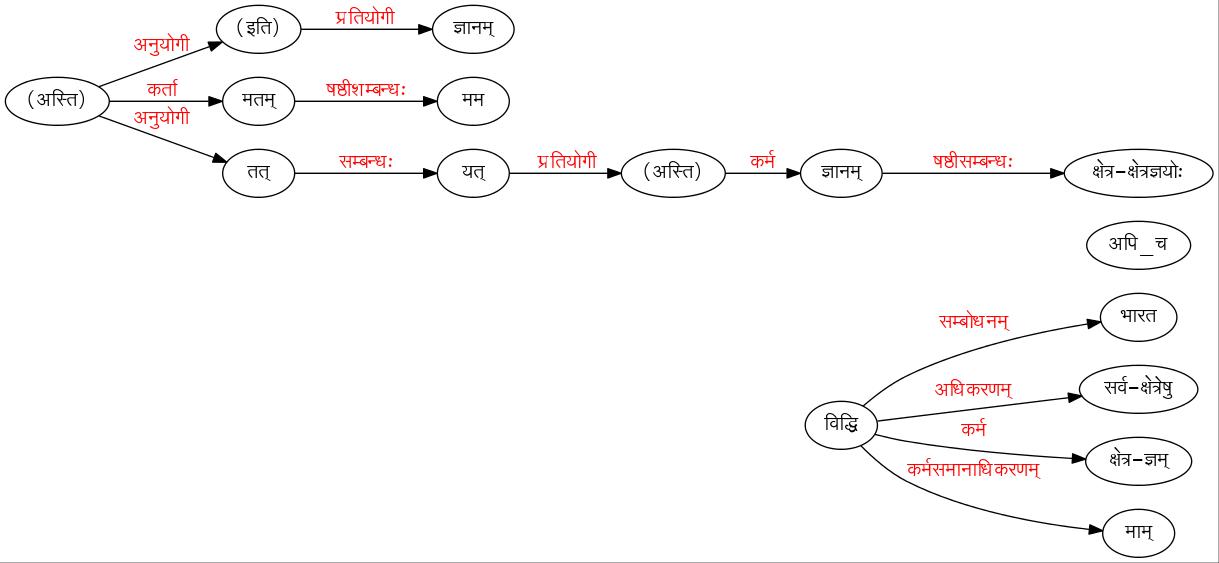 (इति)
प्रतियोगी
ज्ञानम्
अनुयोगी
(अस्ति)
कर्ता
मतम्
षष्ठीशम्बन्धः
मम
अनुयोगी
तत्
सम्बन्धः
यत्
प्रतियोगी
(अस्ति)
कर्म
ज्ञानम्
षष्ठीसम्बन्धः
क्षेत्र-क्षेत्रज्ञयोः
अपि_च
सम्बोधनम्
भारत
अधिकरणम्
सर्व-क्षेत्रेषु
विद्धि
कर्म
क्षेत्र-ज्ञम्
कर्मसमानाधिकरणम्
माम्